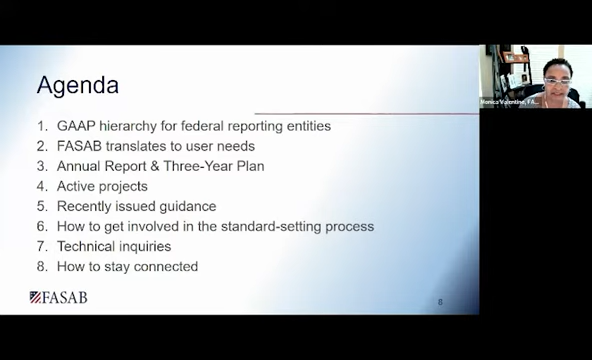 Agenda
1. GAAP hierarchy for federal reporting entities
2. FASAB translates to user needs
3. Annual Report & Three-Year Plan
4. Active projects
5. Recently issued guidance
6. How to get involved in the standard-setting process
7. Technical inquiries
8. How to stay connected
FASAB
8
Monica Valentine, FA...